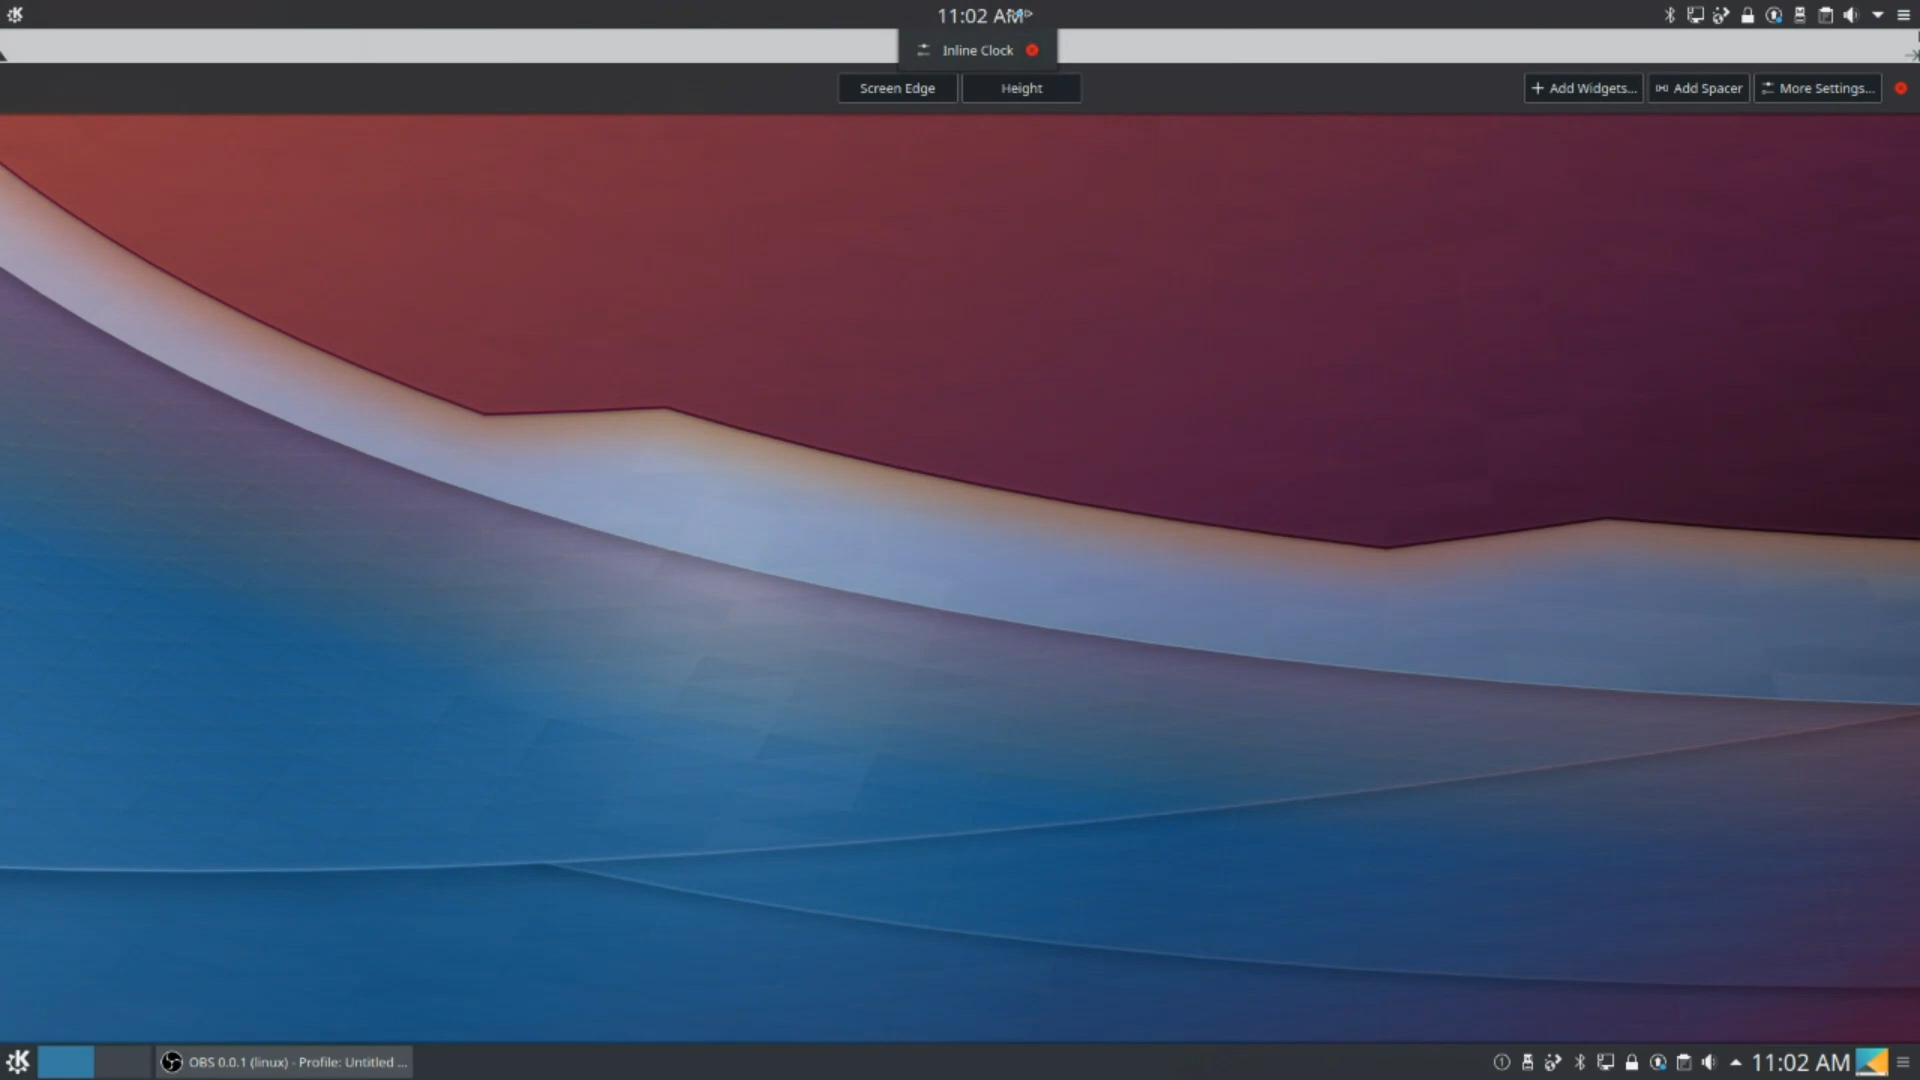 11:02 AM
Inline Clock
Screen Edge
Height
Add Widgets...
Add Spacer
More Settings...
OBS 0.0.1 (linux) - Profile: Untitled ...
11:02 AM